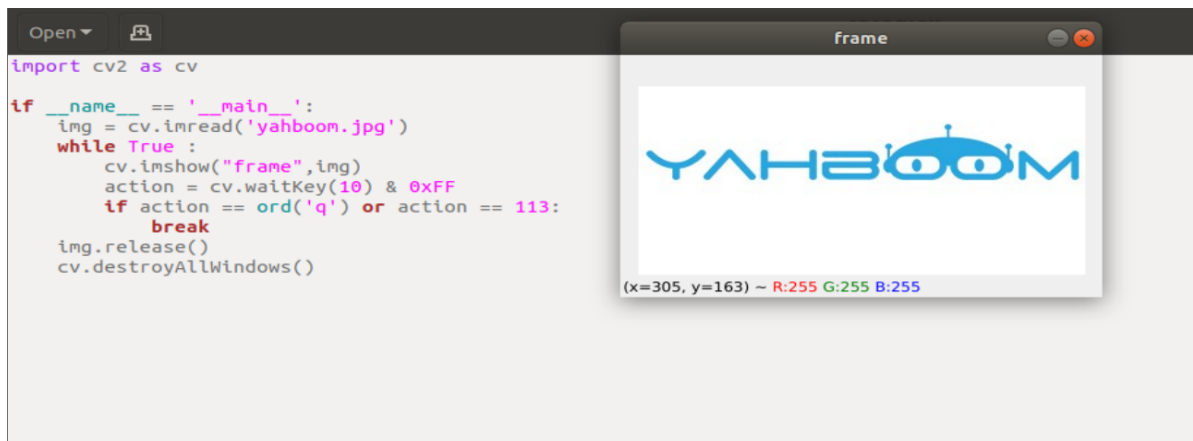 Open
import cv2 as cv
if __name__ == '__main__':
    img = cv.imread('yahboom.jpg')
    while True :
        cv.imshow("frame",img)
        action = cv.waitKey(10) & 0xFF
        if action == ord('q') or action == 113:
            break
    img.release()
    cv.destroyAllWindows()
frame
YAHBOOM
(x=305, y=163) ~ R:255 G:255 B:255